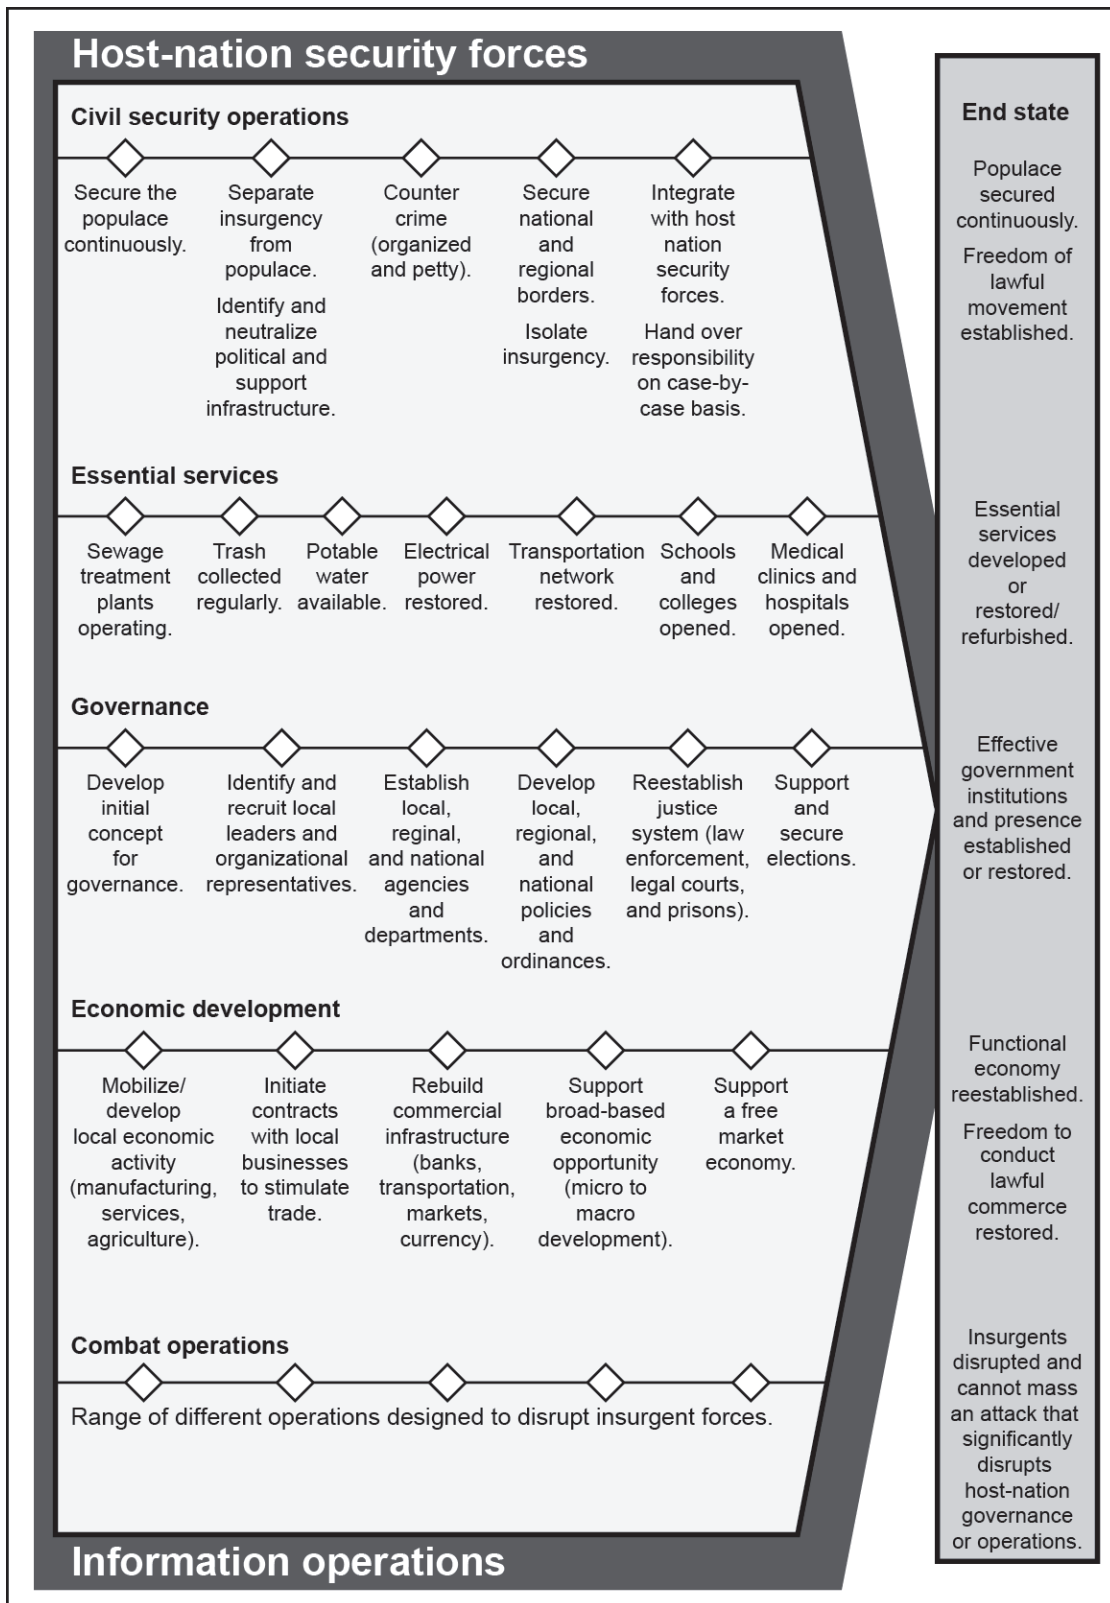 Host-nation security forces
Civil security operations
Secure the
populace
continuously.
Separate
insurgency
from
populace.
Identify and
neutralize
political and
support
infrastructure.
Counter
crime
(organized
and petty).
Secure
national
and
regional
borders.
Isolate
insurgency.
Integrate
with host
nation
security
forces.
Hand over
responsibility
on case-by-
case basis.
Essential services
Sewage
treatment
plants
operating.
Trash
collected
regularly.
Potable
water
available.
Electrical
power
restored.
Transportation
network
restored.
Schools
and
colleges
opened.
Medical
clinics and
hospitals
opened.
Governance
Develop
initial
concept
for
governance.
Identify and
recruit local
leaders and
organizational
representatives.
Establish
local,
reginal,
and national
agencies
and
departments.
Develop
local,
regional,
and
national
policies
and
ordinances.
Reestablish
justice
system (law
enforcement,
legal courts,
and prisons).
Support
and
secure
elections.
Economic development
Mobilize/
develop
local economic
activity
(manufacturing,
services,
agriculture).
Initiate
contracts
with local
businesses
to stimulate
trade.
Rebuild
commercial
infrastructure
(banks,
transportation,
markets,
currency).
Support
broad-based
economic
opportunity
(micro to
macro
development).
Support
a free
market
economy.
Combat operations
Range of different operations designed to disrupt insurgent forces.
Information operations
End state
Populace
secured
continuously.
Freedom of
lawful
movement
established.
Essential
services
developed
or
restored/
refurbished.
Effective
government
institutions
and presence
established
or restored.
Functional
economy
reestablished.
Freedom to
conduct
lawful
commerce
restored.
Insurgents
disrupted and
cannot mass
an attack that
significantly
disrupts
host-nation
governance
or operations.